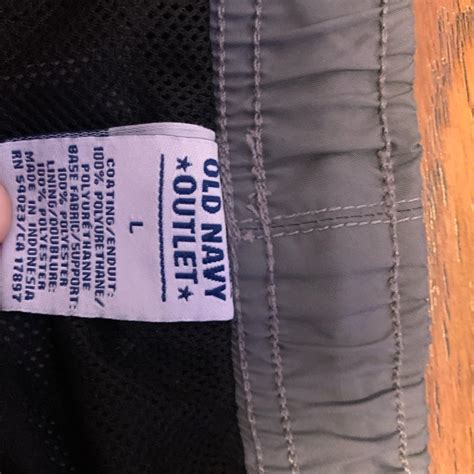 OLD NAVY
★OUTLET★
L
COATING/ENDUIT:
100% POLYURETHANE/
POLYURÉTHANNE
BASE FABRIC/SUPPORT:
100% POLYESTER
LINING/DOUBLURE:
100% POLYESTER
MADE IN INDONESIA
RN 54023/CA 17897